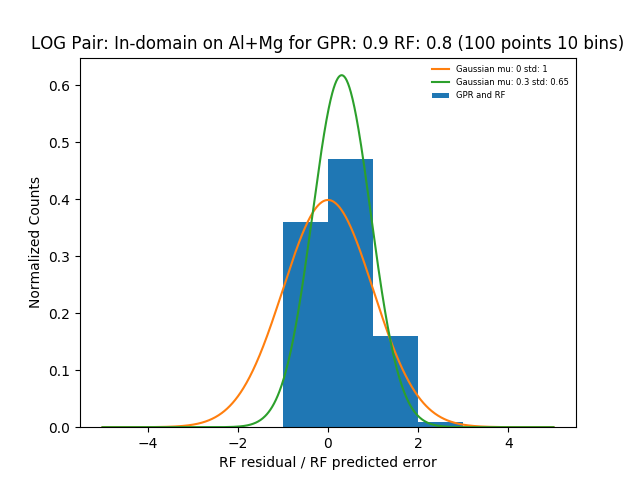 LOG Pair: In-domain on Al+Mg for GPR: 0.9 RF: 0.8 (100 points 10 bins)
Gaussian mu: 0 std: 1
Gaussian mu: 0.3 std: 0.65
GPR and RF
Normalized Counts
0.6
0.5
0.4
0.3
0.2
0.1
0.0
−4
−2
0
2
4
RF residual / RF predicted error